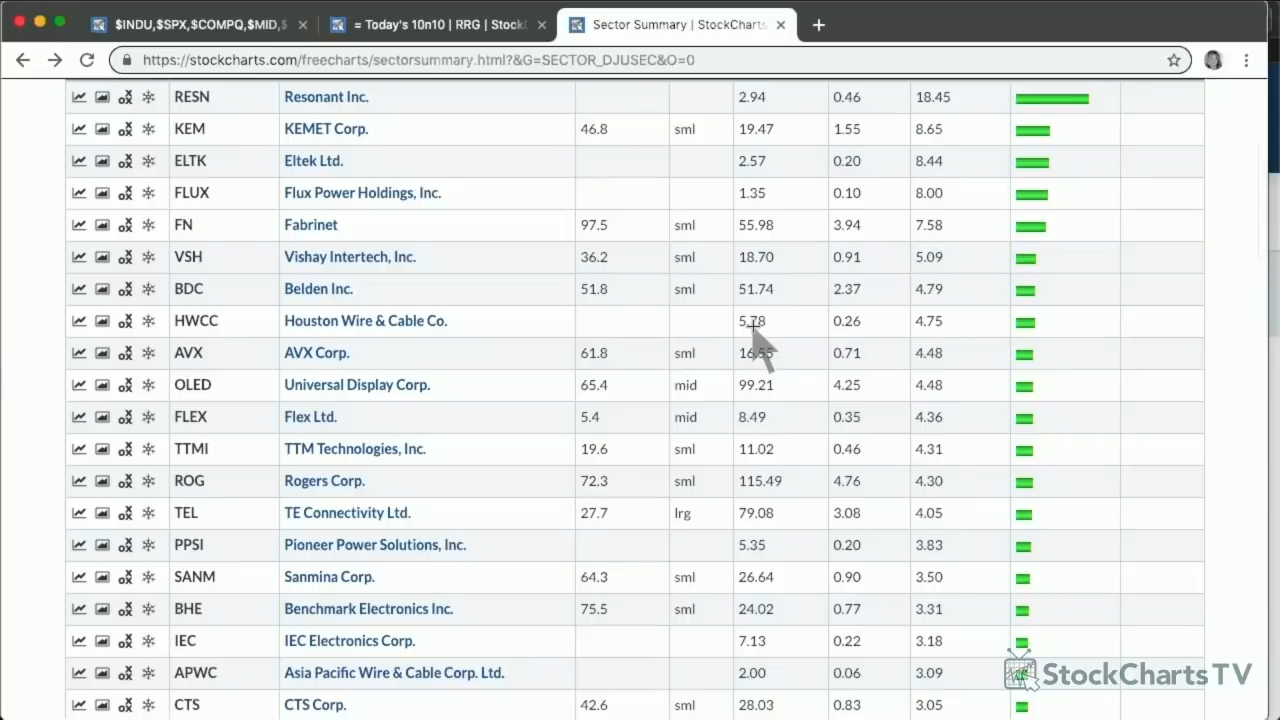 $INDU,$SPX,$COMPQ,$MID,$ = Today's 10n10 | RRG | Stock Sector Summary | StockCharts
https://stockcharts.com/freecharts/sectorsummary.html?&G=SECTOR_DJUSEC&O=0
RESN Resonant Inc. 2.94 0.46 18.45
KEM KEMET Corp. 46.8 sml 19.47 1.55 8.65
ELTK Eltek Ltd. 2.57 0.20 8.44
FLUX Flux Power Holdings, Inc. 1.35 0.10 8.00
FN Fabrinet 97.5 sml 55.98 3.94 7.58
VSH Vishay Intertech, Inc. 36.2 sml 18.70 0.91 5.09
BDC Belden Inc. 51.8 sml 51.74 2.37 4.79
HWCC Houston Wire & Cable Co. 5.78 0.26 4.75
AVX AVX Corp. 61.8 sml 16.55 0.71 4.48
OLED Universal Display Corp. 65.4 mid 99.21 4.25 4.48
FLEX Flex Ltd. 5.4 mid 8.49 0.35 4.36
TTMI TTM Technologies, Inc. 19.6 sml 11.02 0.46 4.31
ROG Rogers Corp. 72.3 sml 115.49 4.76 4.30
TEL TE Connectivity Ltd. 27.7 lrg 79.08 3.08 4.05
PPSI Pioneer Power Solutions, Inc. 5.35 0.20 3.83
SANM Sanmina Corp. 64.3 sml 26.64 0.90 3.50
BHE Benchmark Electronics Inc. 75.5 sml 24.02 0.77 3.31
IEC IEC Electronics Corp. 7.13 0.22 3.18
APWC Asia Pacific Wire & Cable Corp. Ltd. 2.00 0.06 3.09
CTS CTS Corp. 42.6 sml 28.03 0.83 3.05
StockChartsTV